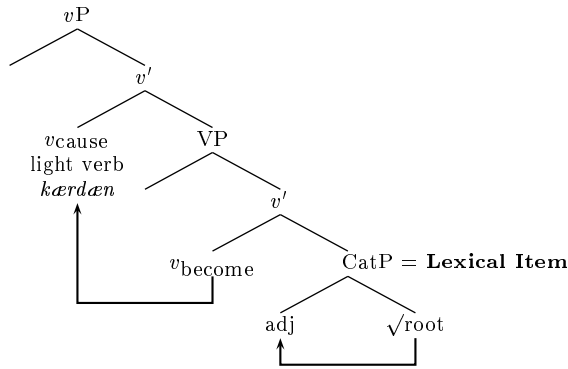 vP
v′
vcause
light verb
kærdæn
VP
v′
vbecome
CatP = Lexical Item
adj
√root